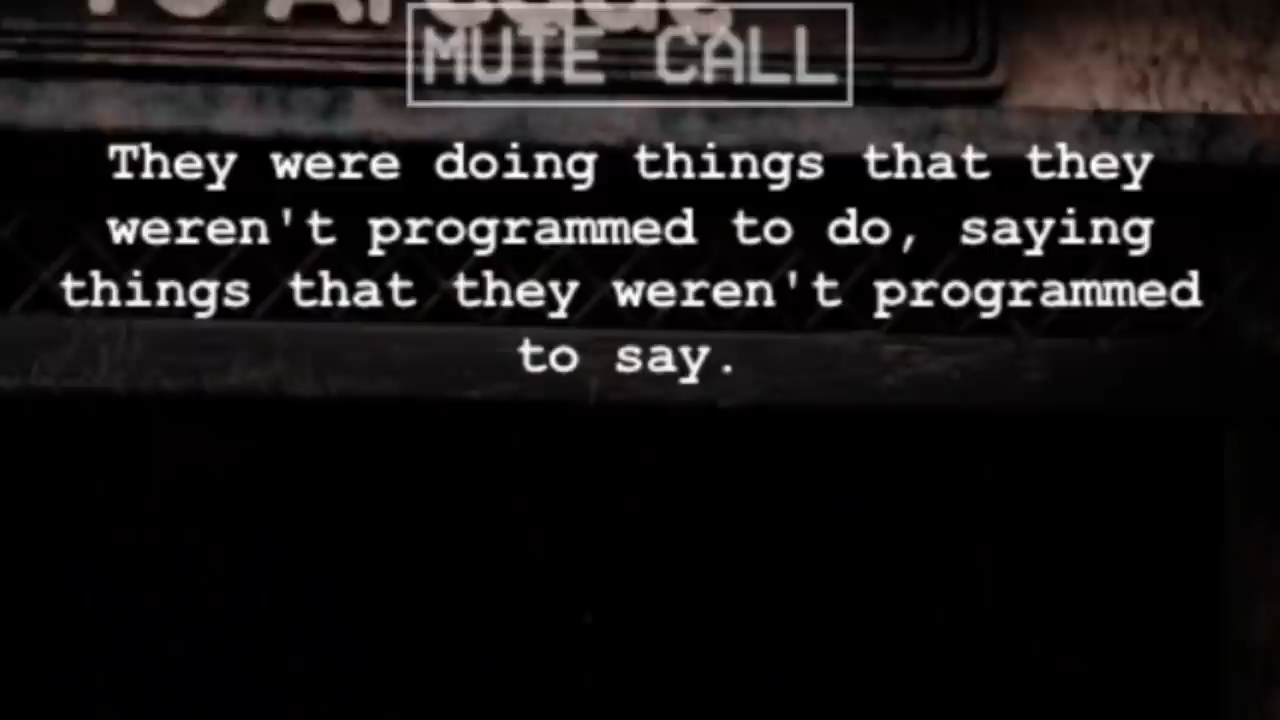 MUTE CALL
They were doing things that they
weren't programmed to do, saying
things that they weren't programmed
to say.